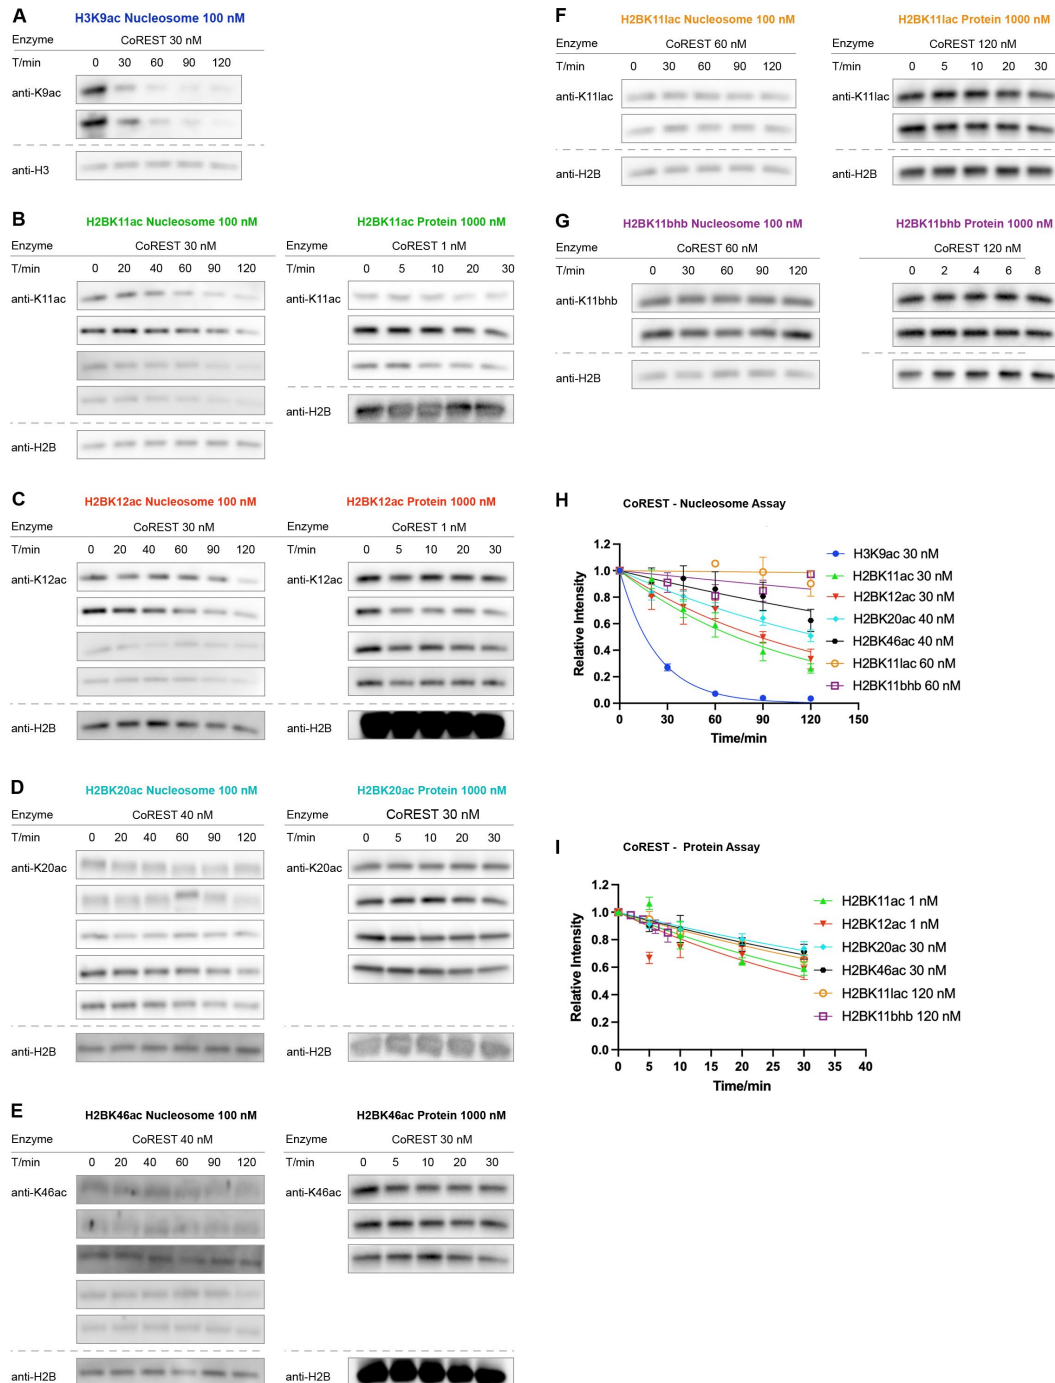 A
H3K9ac Nucleosome 100 nM
Enzyme CoREST 30 nM
T/min 0 30 60 90 120
anti-K9ac
anti-H3
B
H2BK11ac Nucleosome 100 nM
Enzyme CoREST 30 nM
T/min 0 20 40 60 90 120
anti-K11ac
anti-H2B
H2BK11ac Protein 1000 nM
Enzyme CoREST 1 nM
T/min 0 5 10 20 30
anti-K11ac
anti-H2B
C
H2BK12ac Nucleosome 100 nM
Enzyme CoREST 30 nM
T/min 0 20 40 60 90 120
anti-K12ac
anti-H2B
H2BK12ac Protein 1000 nM
Enzyme CoREST 1 nM
T/min 0 5 10 20 30
anti-K12ac
anti-H2B
D
H2BK20ac Nucleosome 100 nM
Enzyme CoREST 40 nM
T/min 0 20 40 60 90 120
anti-K20ac
anti-H2B
H2BK20ac Protein 1000 nM
Enzyme CoREST 30 nM
T/min 0 5 10 20 30
anti-K20ac
anti-H2B
E
H2BK46ac Nucleosome 100 nM
Enzyme CoREST 40 nM
T/min 0 20 40 60 90 120
anti-K46ac
anti-H2B
H2BK46ac Protein 1000 nM
Enzyme CoREST 30 nM
T/min 0 5 10 20 30
anti-K46ac
anti-H2B
F
H2BK11lac Nucleosome 100 nM
Enzyme CoREST 60 nM
T/min 0 30 60 90 120
anti-K11lac
anti-H2B
H2BK11lac Protein 1000 nM
Enzyme CoREST 120 nM
T/min 0 5 10 20 30
anti-K11lac
anti-H2B
G
H2BK11bhb Nucleosome 100 nM
Enzyme CoREST 60 nM
T/min 0 30 60 90 120
anti-K11bhb
anti-H2B
H2BK11bhb Protein 1000 nM
CoREST 120 nM
0 2 4 6 8
H
CoREST - Nucleosome Assay
Relative Intensity
1.2
1.0
0.8
0.6
0.4
0.2
0.0
0 30 60 90 120 150
Time/min
H3K9ac 30 nM
H2BK11ac 30 nM
H2BK12ac 30 nM
H2BK20ac 40 nM
H2BK46ac 40 nM
H2BK11lac 60 nM
H2BK11bhb 60 nM
I
CoREST - Protein Assay
Relative Intensity
1.2
1.0
0.8
0.6
0.4
0.2
0.0
0 5 10 15 20 25 30 35 40
Time/min
H2BK11ac 1 nM
H2BK12ac 1 nM
H2BK20ac 30 nM
H2BK46ac 30 nM
H2BK11lac 120 nM
H2BK11bhb 120 nM